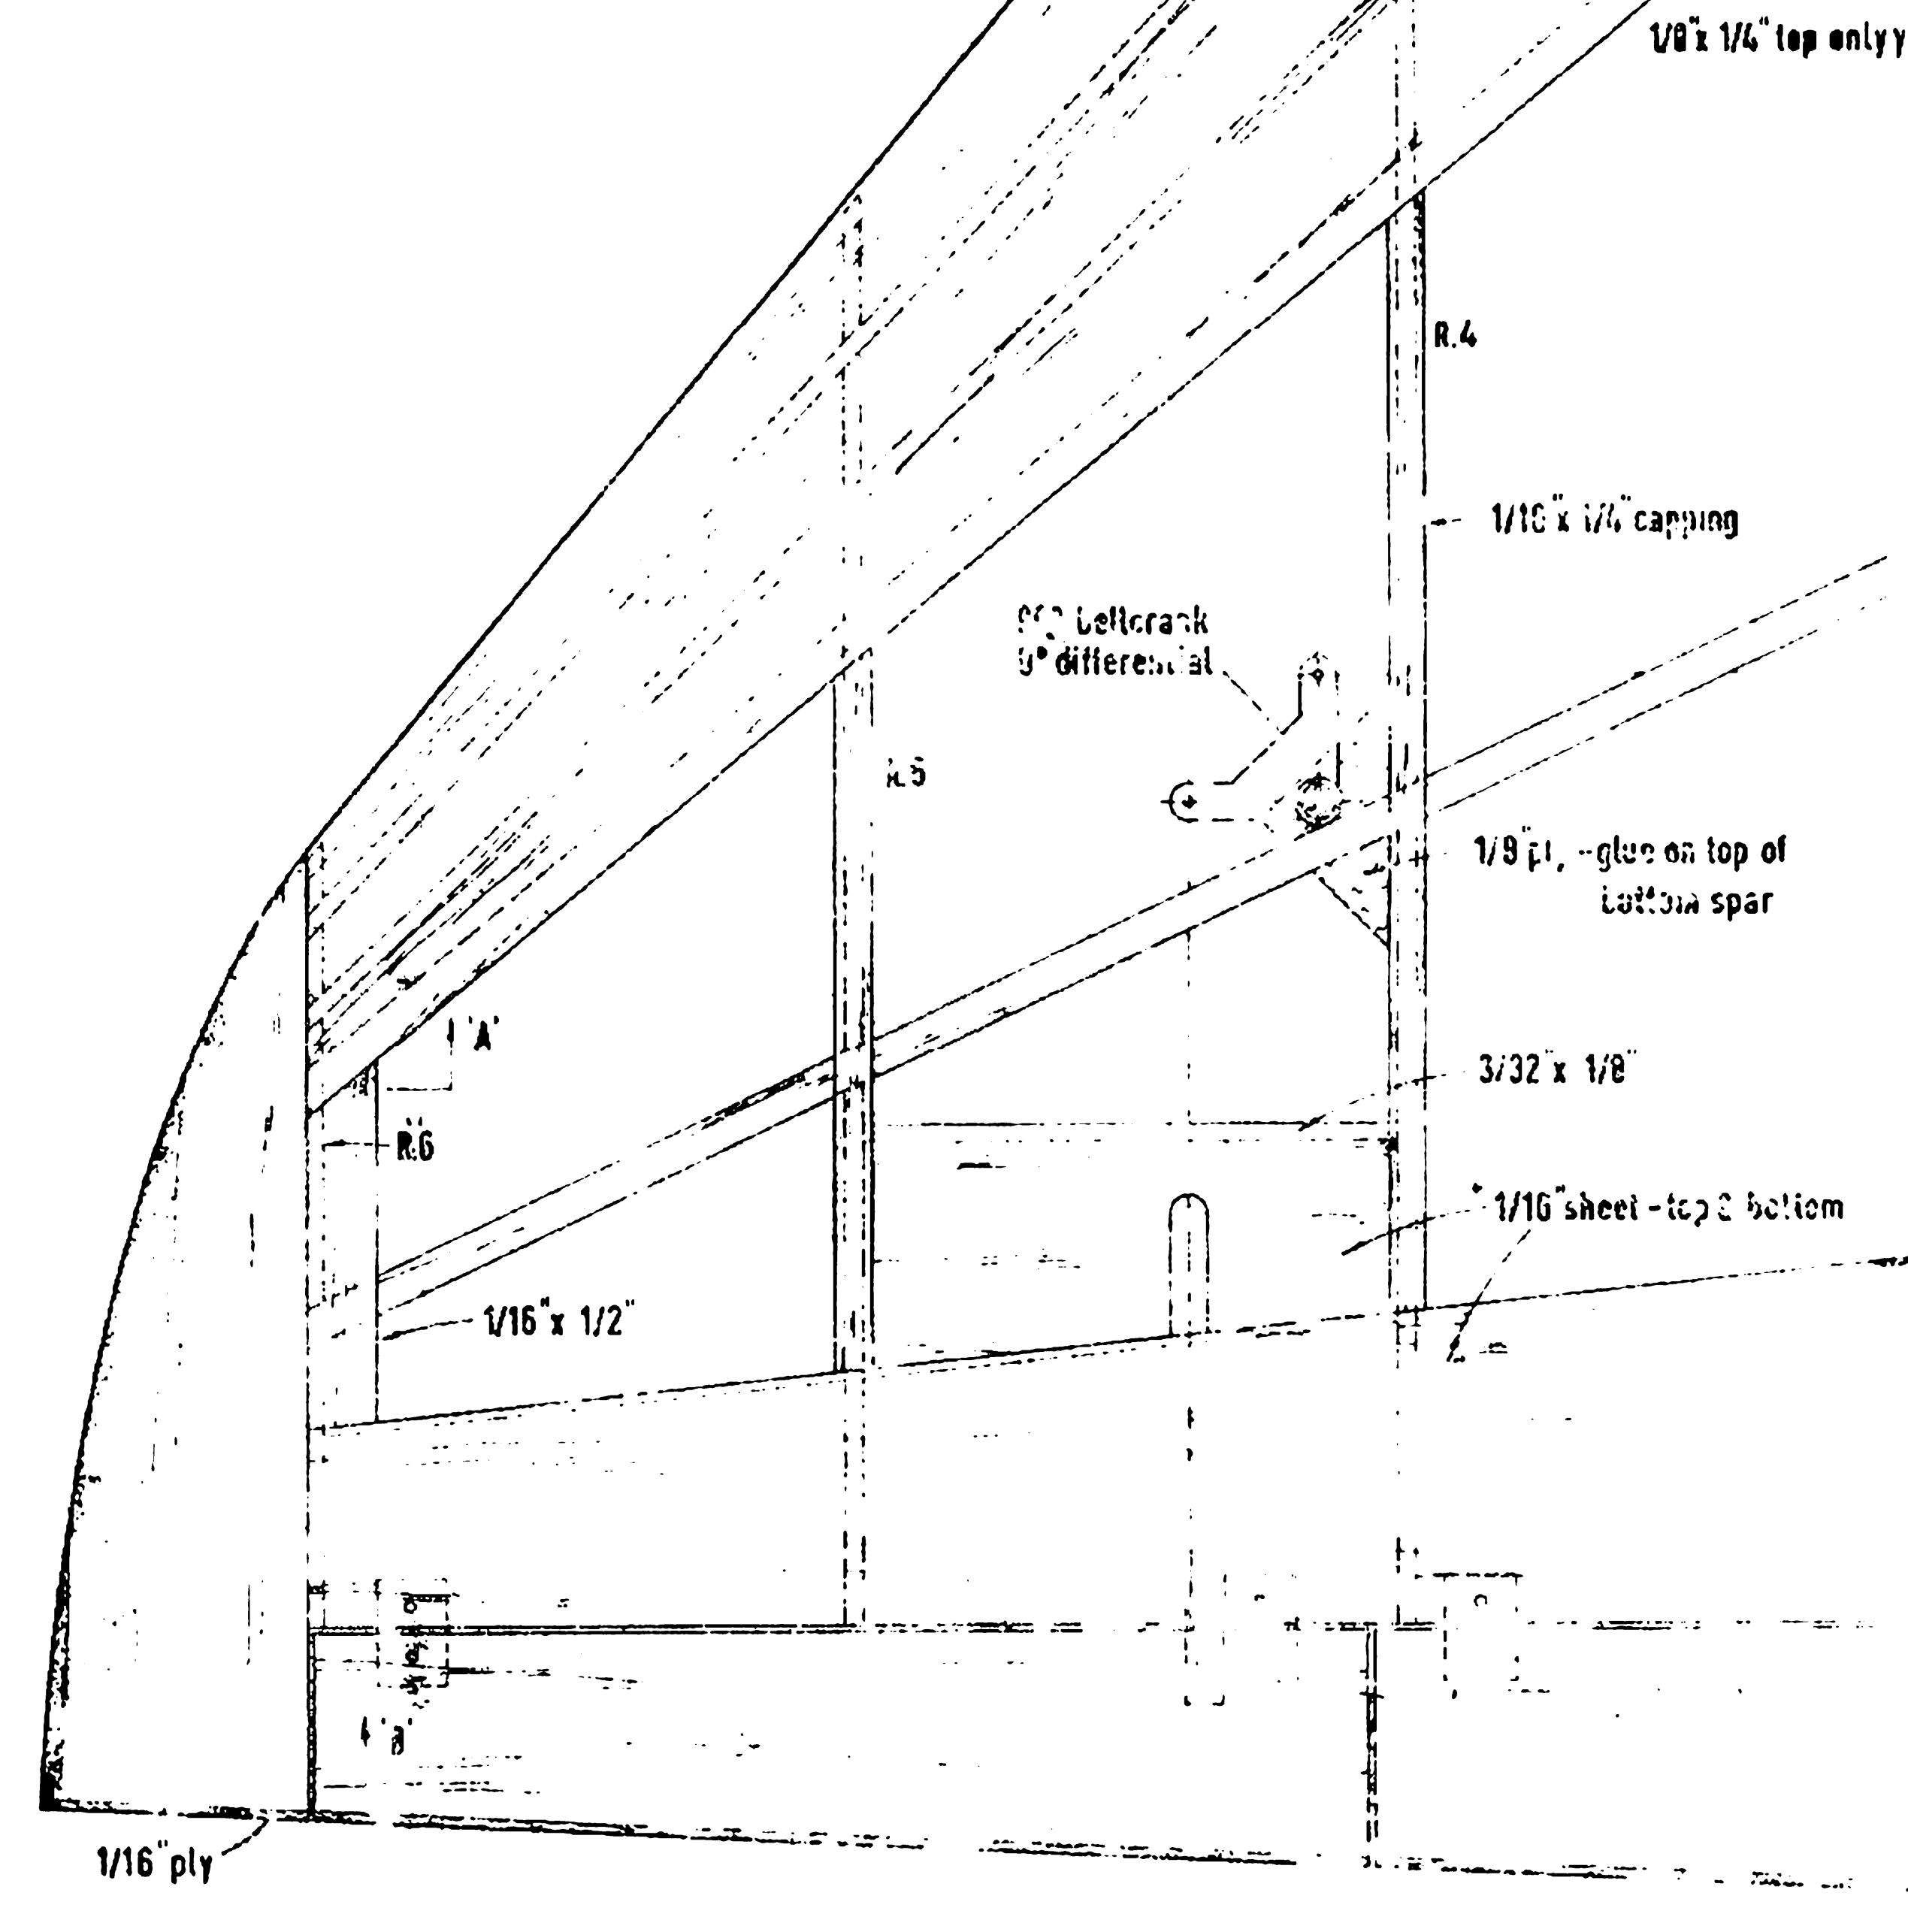 1/8"x 1/4" top only
R.4
1/16"x 1/4" capping
bellcrank
differential
R.5
1/8" -glue on top of
bottom spar
'A'
3/32"x 1/8"
R.6
1/16"sheet - top & bottom
1/16"x 1/2"
'B'
1/16"ply